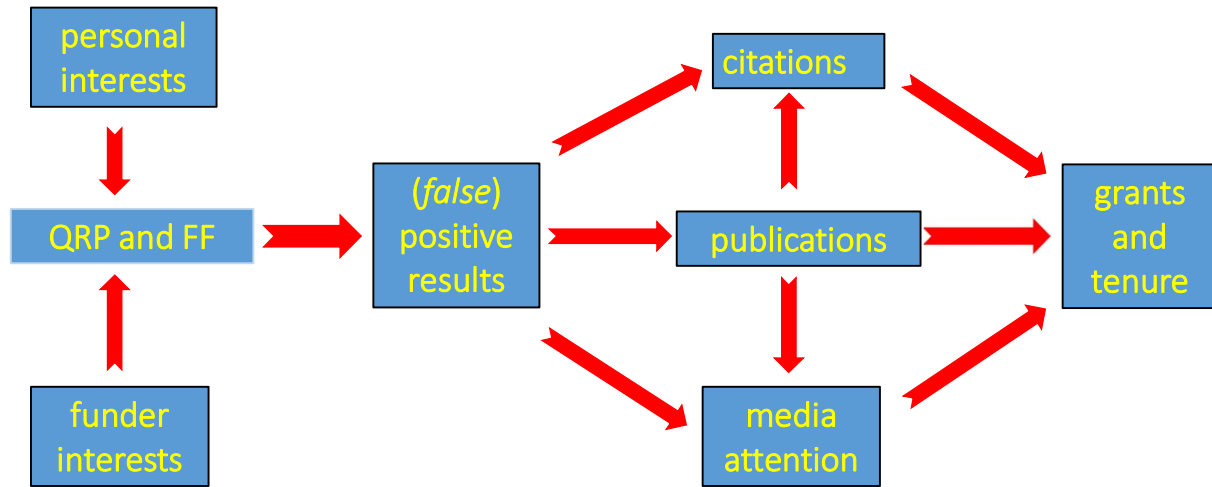 personal
interests
QRP and FF
funder
interests
(false)
positive
results
citations
publications
media
attention
grants
and
tenure